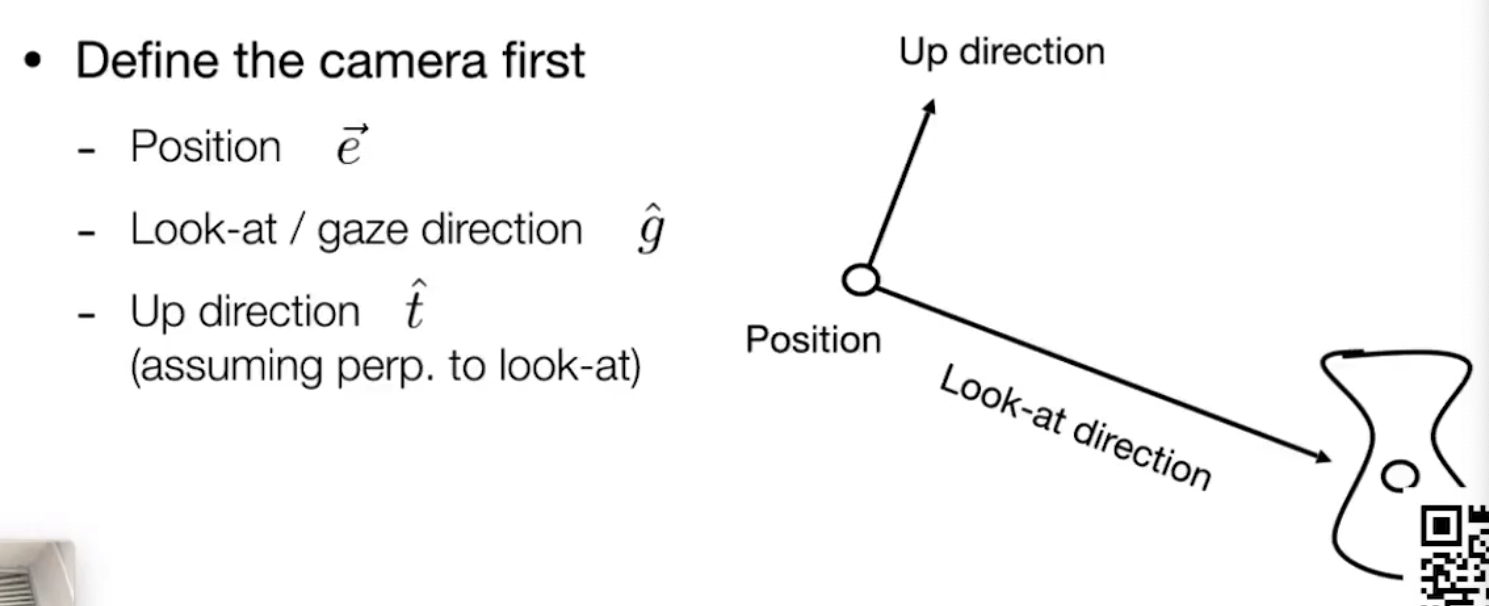 • Define the camera first
- Position $\vec{e}$
- Look-at / gaze direction $\hat{g}$
- Up direction $\hat{t}$
(assuming perp. to look-at)
Up direction
Position
Look-at direction